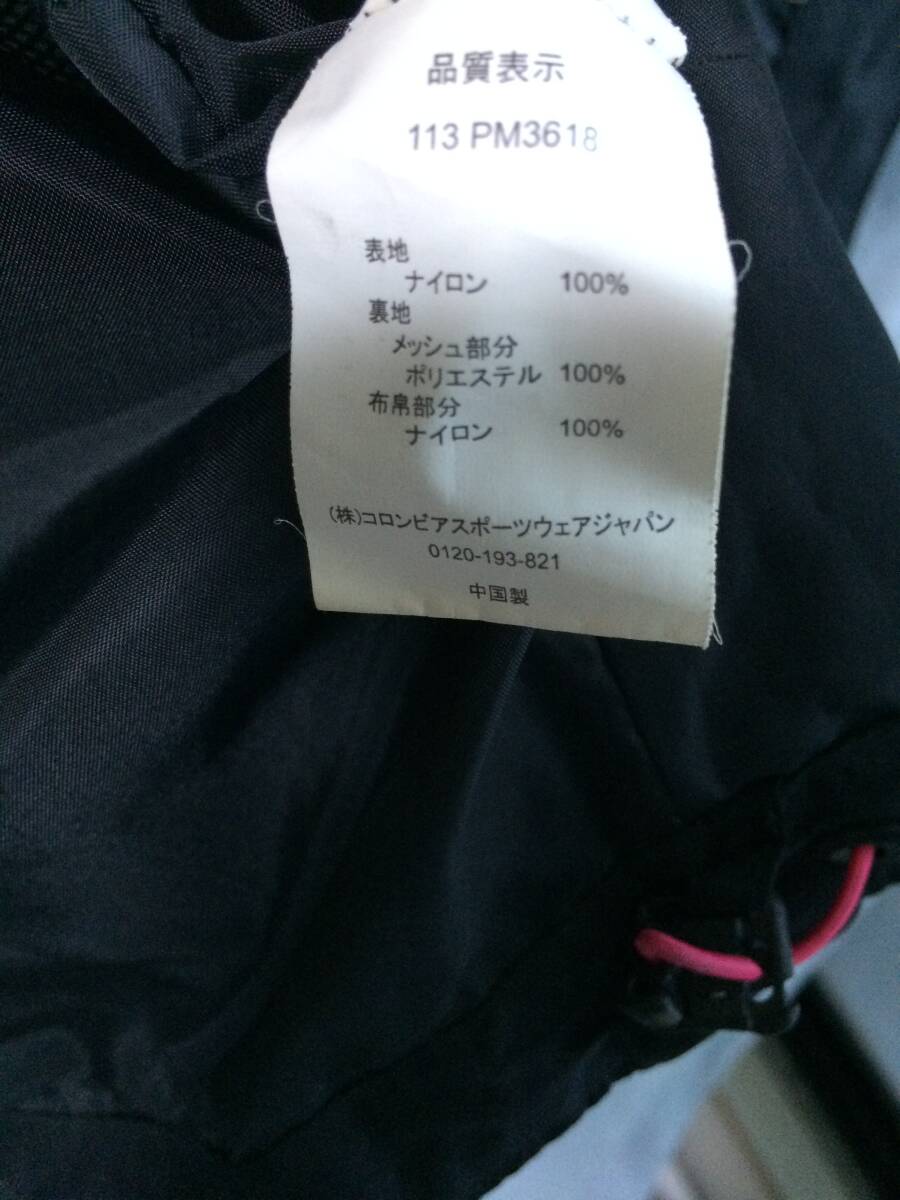 品質表示
113 PM3618
表地
ナイロン 100%
裏地
メッシュ部分
ポリエステル 100%
布帛部分
ナイロン 100%
(株)コロンビアスポーツウェアジャパン
0120-193-821
中国製